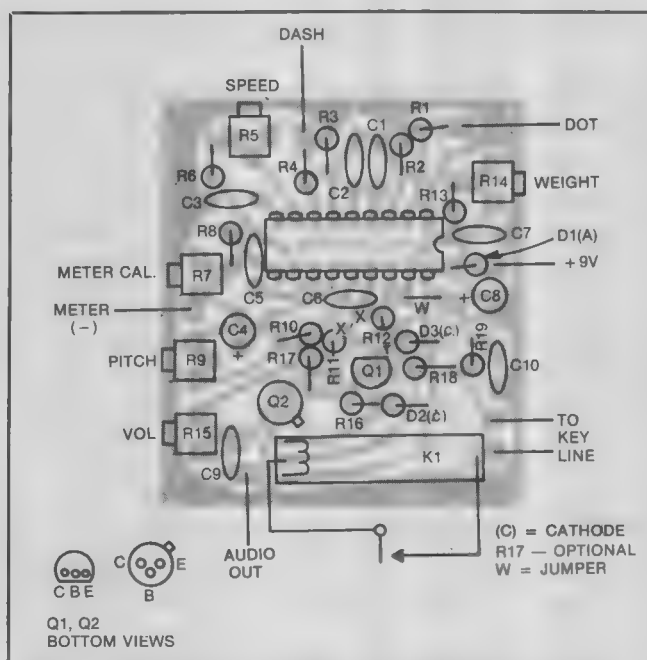 DASH
SPEED
R1
R3
C1
DOT
R5
R2
R4
C2
R6
R14
WEIGHT
C3
R13
R8
C7
D1(A)
METER CAL.
R7
+9V
C5
C6
W
+
C8
METER
(-)
C4
+
R10
X'
X
R12
D3(C)
R19
PITCH
R9
R17
R11
Q1
R18
C10
Q2
R16
D2(C)
TO
KEY
LINE
VOL
R15
C9
K1
AUDIO
OUT
(C) = CATHODE
R17 — OPTIONAL
W = JUMPER
C B E
C
E
B
Q1, Q2
BOTTOM VIEWS